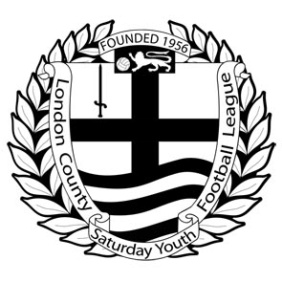 FOUNDED 1956
London County
Saturday Youth
Football League